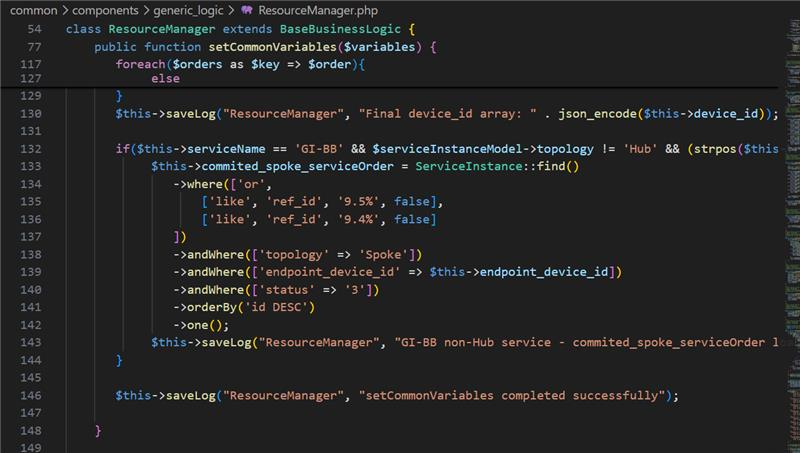 common > components > generic_logic > ResourceManager.php
54 class ResourceManager extends BaseBusinessLogic {
77 public function setCommonVariables($variables) {
117 foreach($orders as $key => $order){
127 else
129 }
130 $this->saveLog("ResourceManager", "Final device_id array: " . json_encode($this->device_id));
131
132 if($this->serviceName == 'GI-BB' && $serviceInstanceModel->topology != 'Hub' && (strpos($this
133 $this->commited_spoke_serviceOrder = ServiceInstance::find()
134 ->where(['or',
135 ['like', 'ref_id', '9.5%', false],
136 ['like', 'ref_id', '9.4%', false]
137 ])
138 ->andWhere(['topology' => 'Spoke'])
139 ->andWhere(['endpoint_device_id' => $this->endpoint_device_id])
140 ->andWhere(['status' => '3'])
141 ->orderBy('id DESC')
142 ->one();
143 $this->saveLog("ResourceManager", "GI-BB non-Hub service - commited_spoke_serviceOrder
144 }
145
146 $this->saveLog("ResourceManager", "setCommonVariables completed successfully");
147
148 }
149